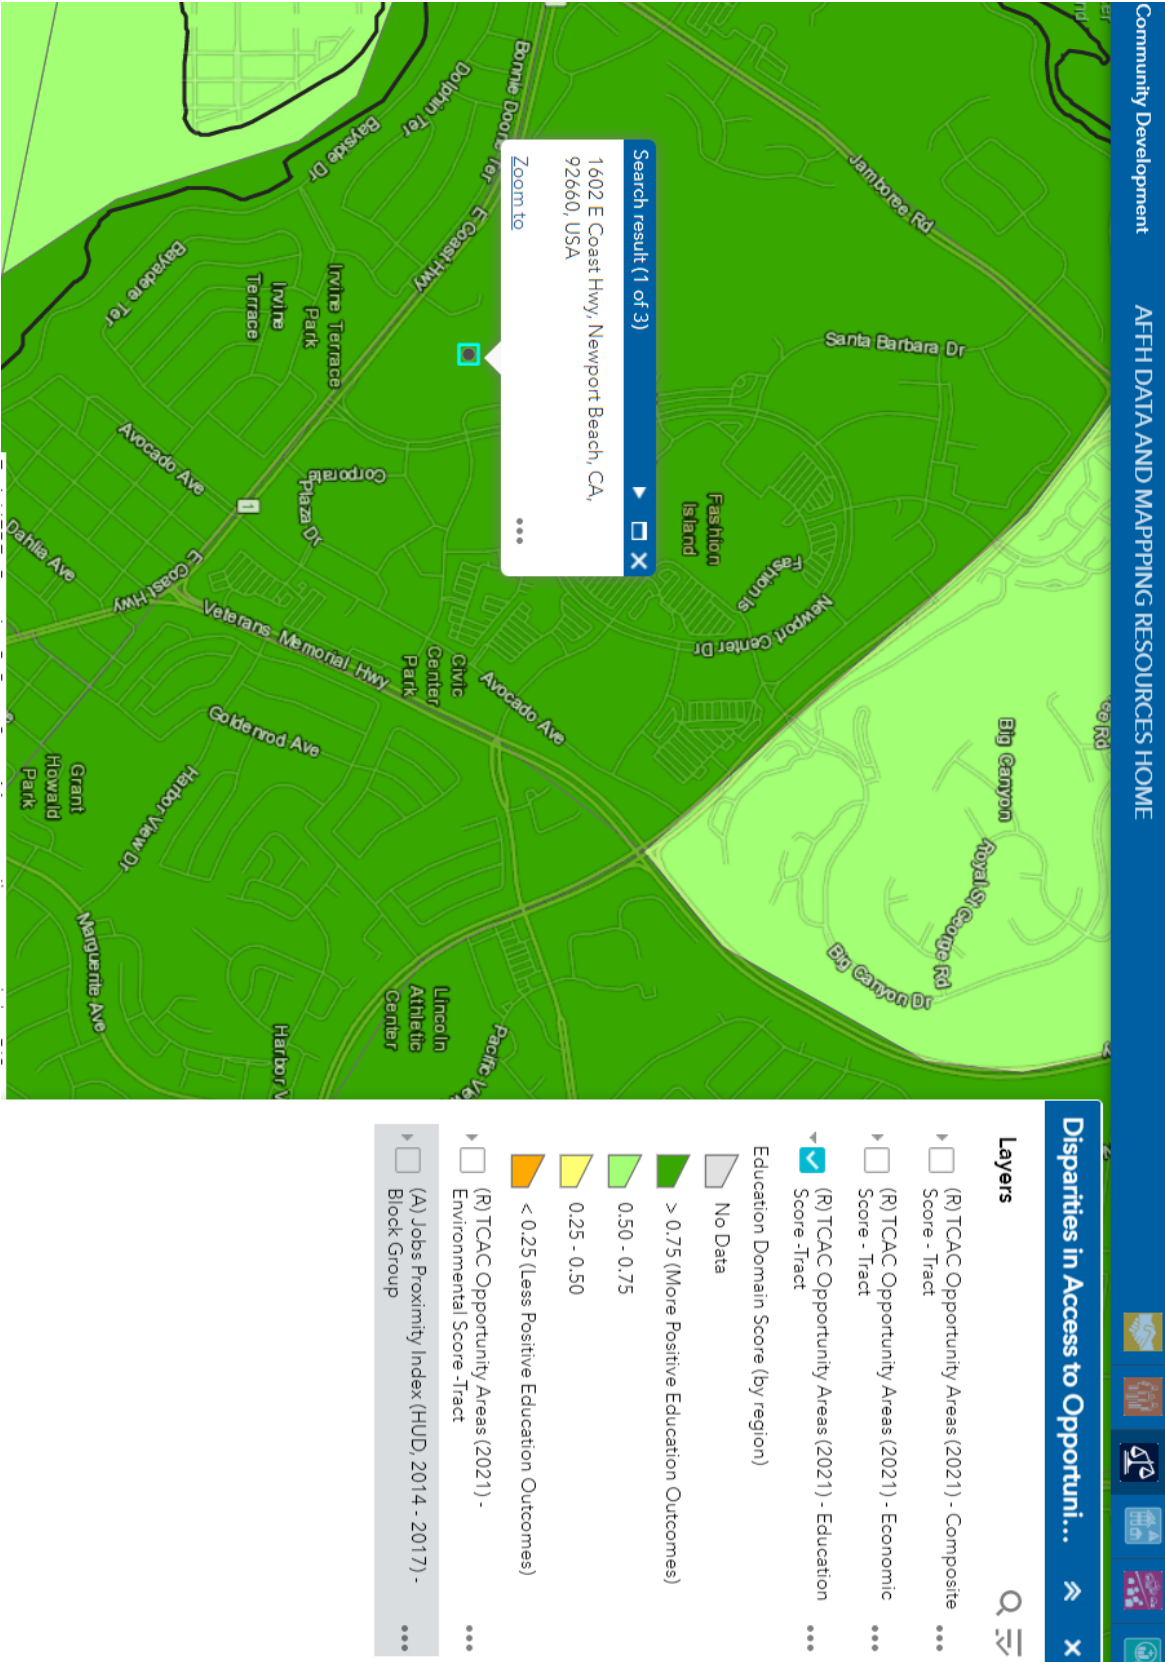 Community Development
AFFH DATA AND MAPPPING RESOURCES HOME
Disparities in Access to Opportuni...
Layers
(R) TCAC Opportunity Areas (2021) - Composite
Score - Tract
(R) TCAC Opportunity Areas (2021) - Economic
Score - Tract
(R) TCAC Opportunity Areas (2021) - Education
Score -Tract
Education Domain Score (by region)
No Data
> 0.75 (More Positive Education Outcomes)
0.50 - 0.75
0.25 - 0.50
< 0.25 (Less Positive Education Outcomes)
(R) TCAC Opportunity Areas (2021) -
Environmental Score -Tract
(A) Jobs Proximity Index (HUD, 2014 - 2017) -
Block Group
Search result (1 of 3)
1602 E Coast Hwy, Newport Beach, CA,
92660, USA
Zoom to
Jamboree Rd
Santa Barbara Dr
Big Canyon
Royal St George Rd
Big Canyon Dr
Fashion
Island
Fashion Is
Newport Center Dr
Bonnie Doone Ter
Dolphin Ter
Bayside Dr
E Coast Hwy
Bayadere Ter
Irvine Terrace
Park
Irvine
Terrace
Corporate
Plaza Dr
Avocado Ave
1
Dahlia Ave
E Coast Hwy
Veterans Memorial Hwy
Civic
Center
Park
Avocado Ave
Goldenrod Ave
Harbor View Dr
Grant
Howald
Park
Marguerite Ave
Lincoln
Athletic
Center
Pacific Vie
Harbor V
ee Rd